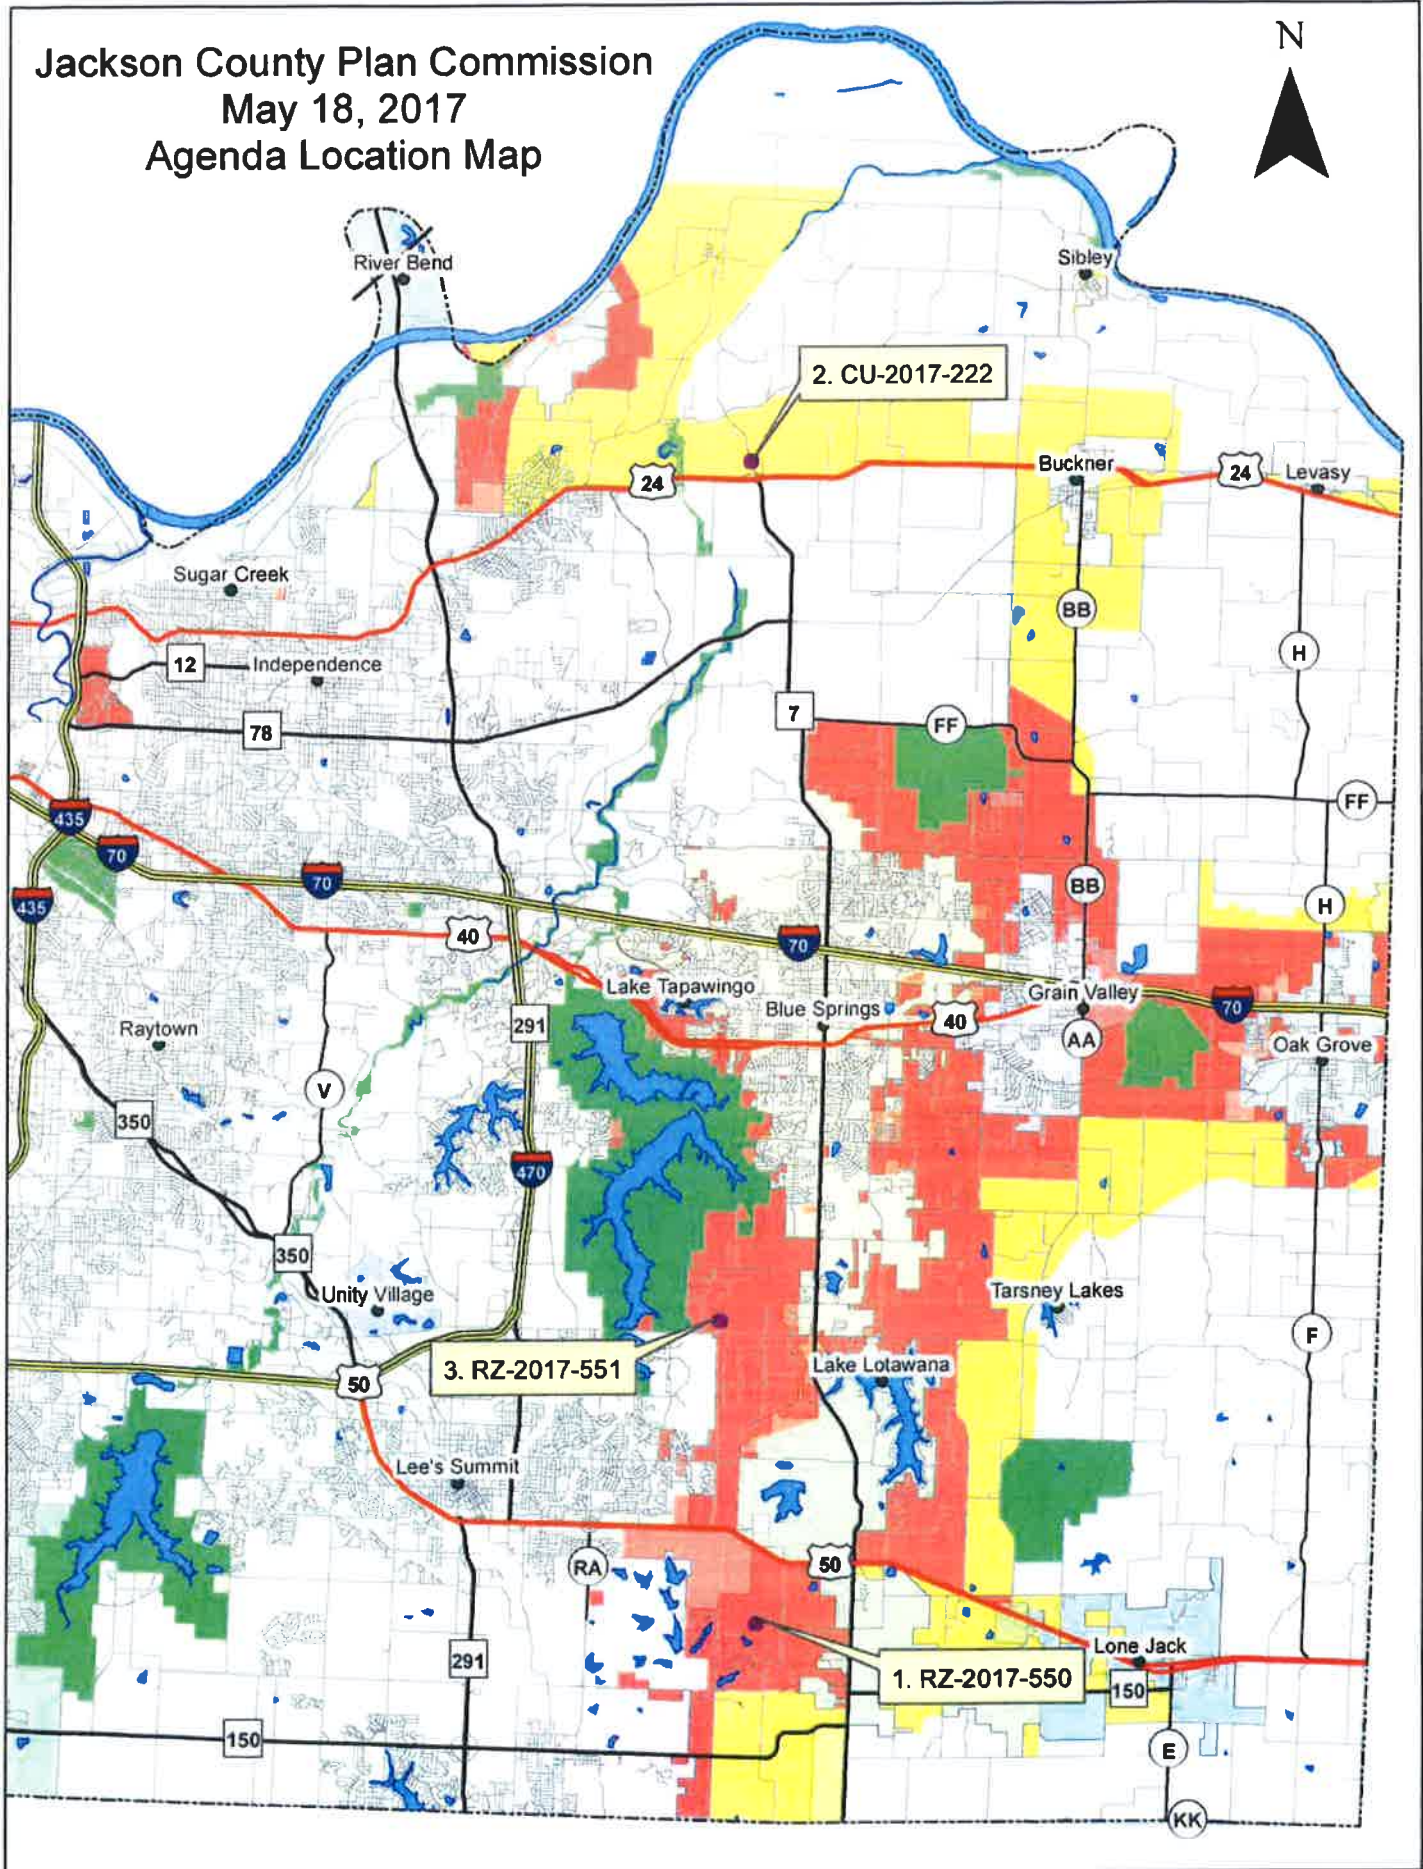 Jackson County Plan Commission
May 18, 2017
Agenda Location Map
N
River Bend
Sibley
2. CU-2017-222
24
Buckner
24
Levasy
Sugar Creek
BB
12
Independence
H
7
78
FF
435
FF
70
70
BB
435
H
40
70
Lake Tapawingo
Grain Valley
Blue Springs
70
291
40
Raytown
AA
Oak Grove
V
350
470
350
Unity Village
Tarsney Lakes
F
3. RZ-2017-551
Lake Lotawana
50
Lee's Summit
50
RA
Lone Jack
291
1. RZ-2017-550
150
150
E
KK